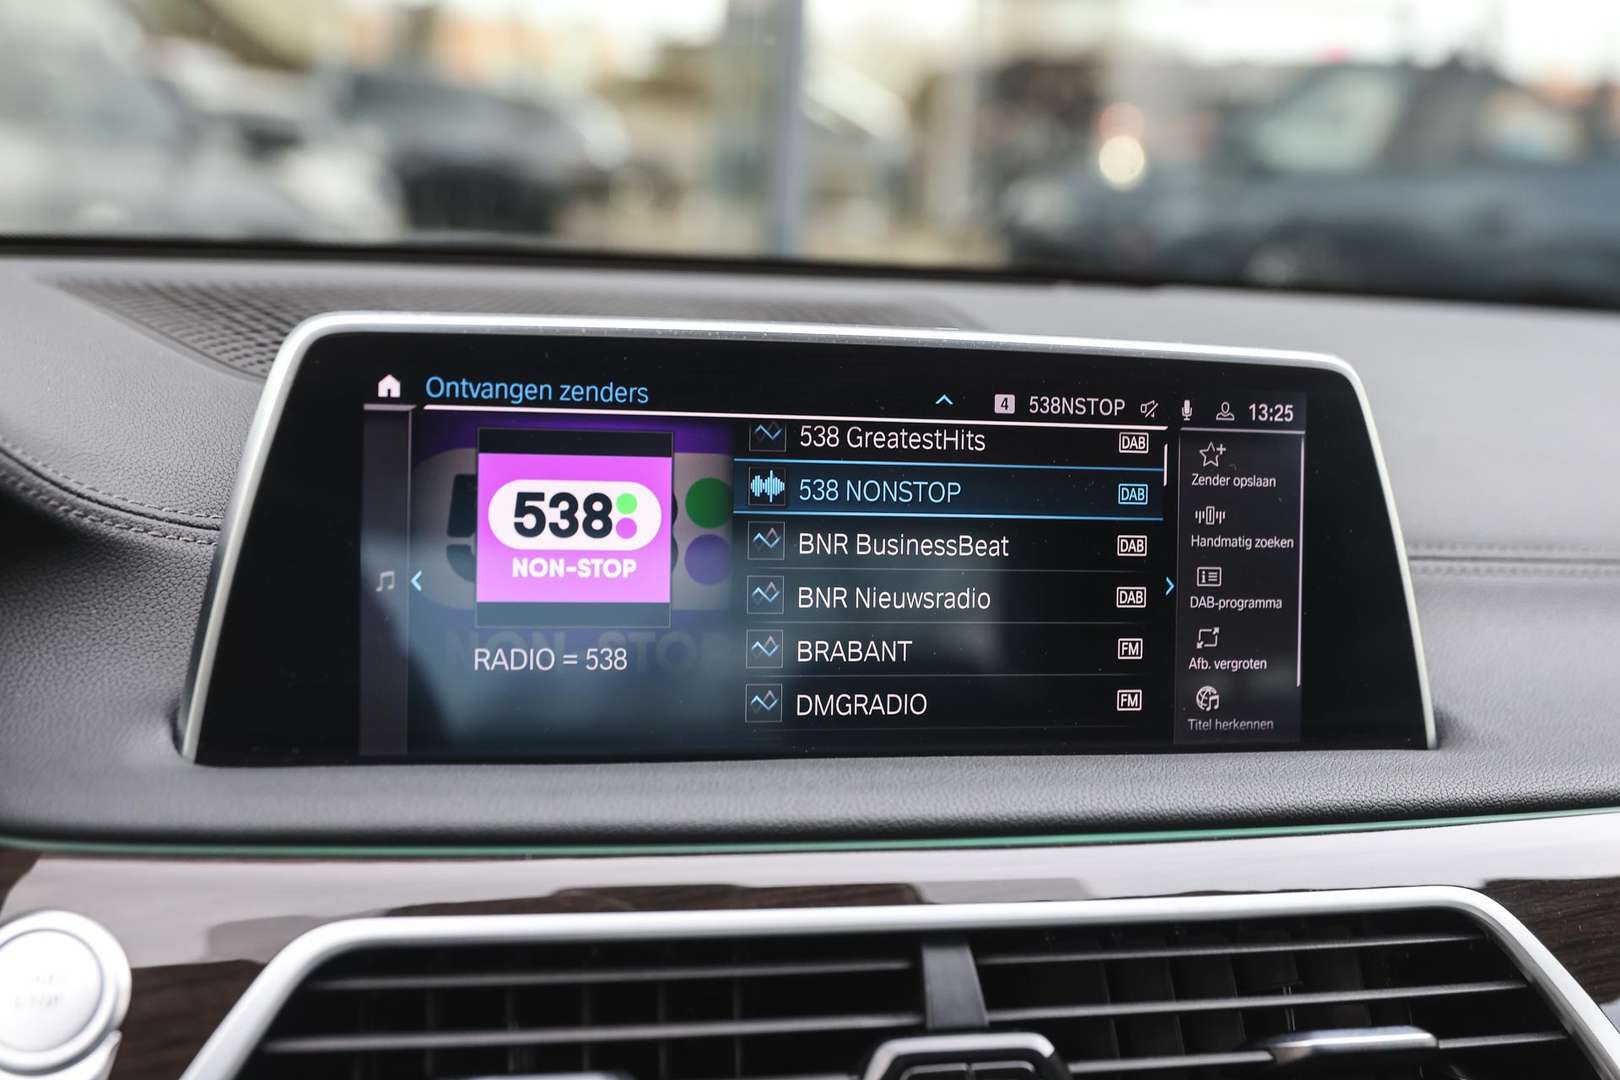 Ontvangen zenders
4 538NSTOP 13:25
538
NON-STOP
RADIO = 538
538 GreatestHits DAB
538 NONSTOP DAB
BNR BusinessBeat DAB
BNR Nieuwsradio DAB
BRABANT FM
DMGRADIO FM
Zender opslaan
Handmatig zoeken
DAB-programma
Afb. vergroten
Titel herkennen